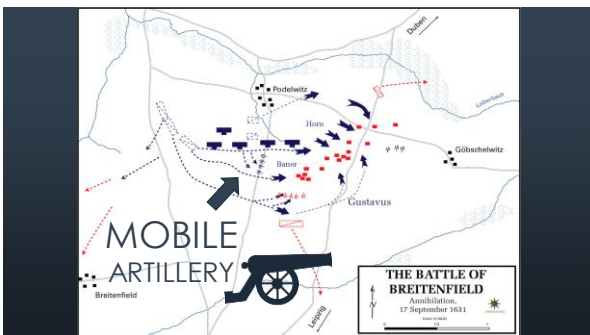 Duben
Podelwitz
Loberbach
Horn
Göbschelwitz
Baner
Gustavus
MOBILE
ARTILLERY
Breitenfield
Leipzig
THE BATTLE OF
BREITENFIELD
Annihilation,
17 September 1631